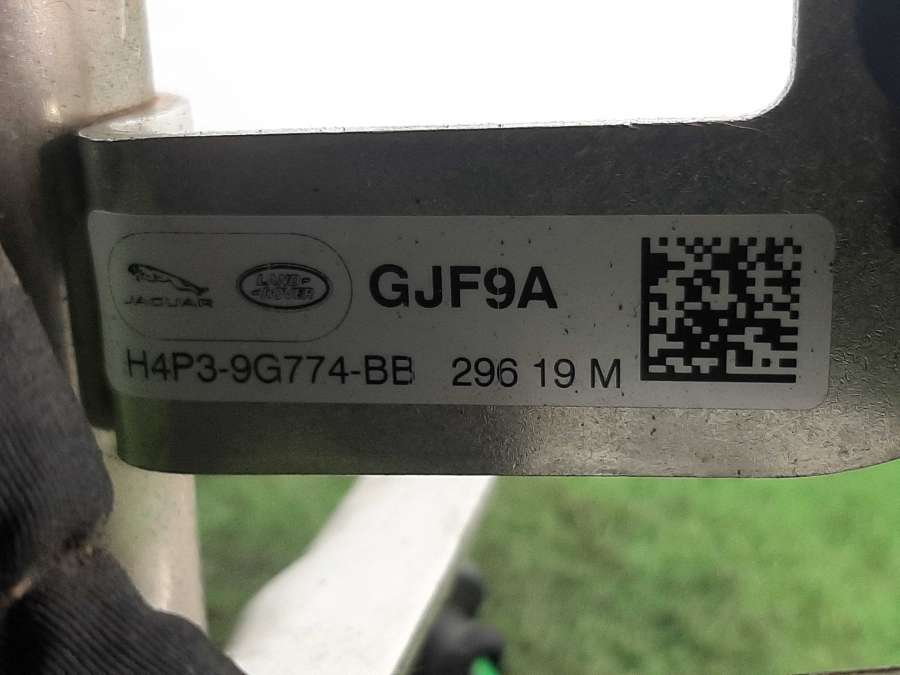 JAGUAR
LAND-
-ROVER
GJF9A
H4P3-9G774-BB 296 19 M